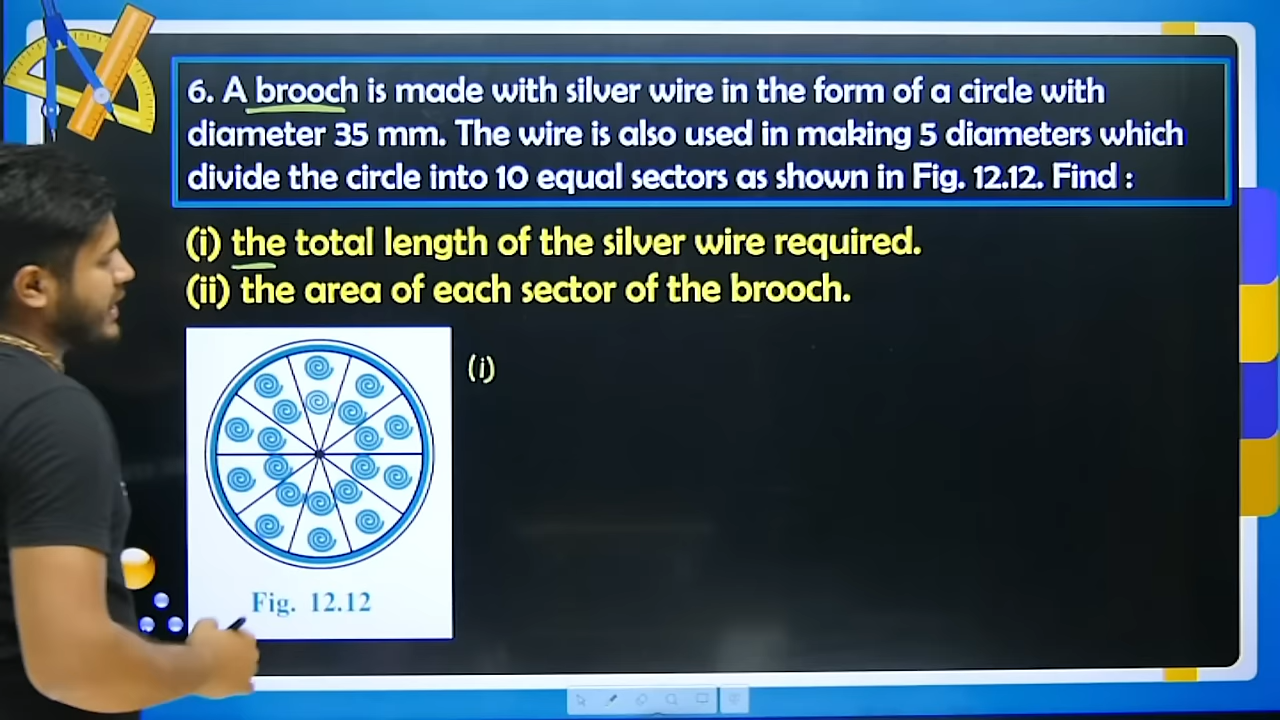 6. A brooch is made with silver wire in the form of a circle with
diameter 35 mm. The wire is also used in making 5 diameters which
divide the circle into 10 equal sectors as shown in Fig. 12.12. Find :
(i) the total length of the silver wire required.
(ii) the area of each sector of the brooch.
(i)
Fig. 12.12